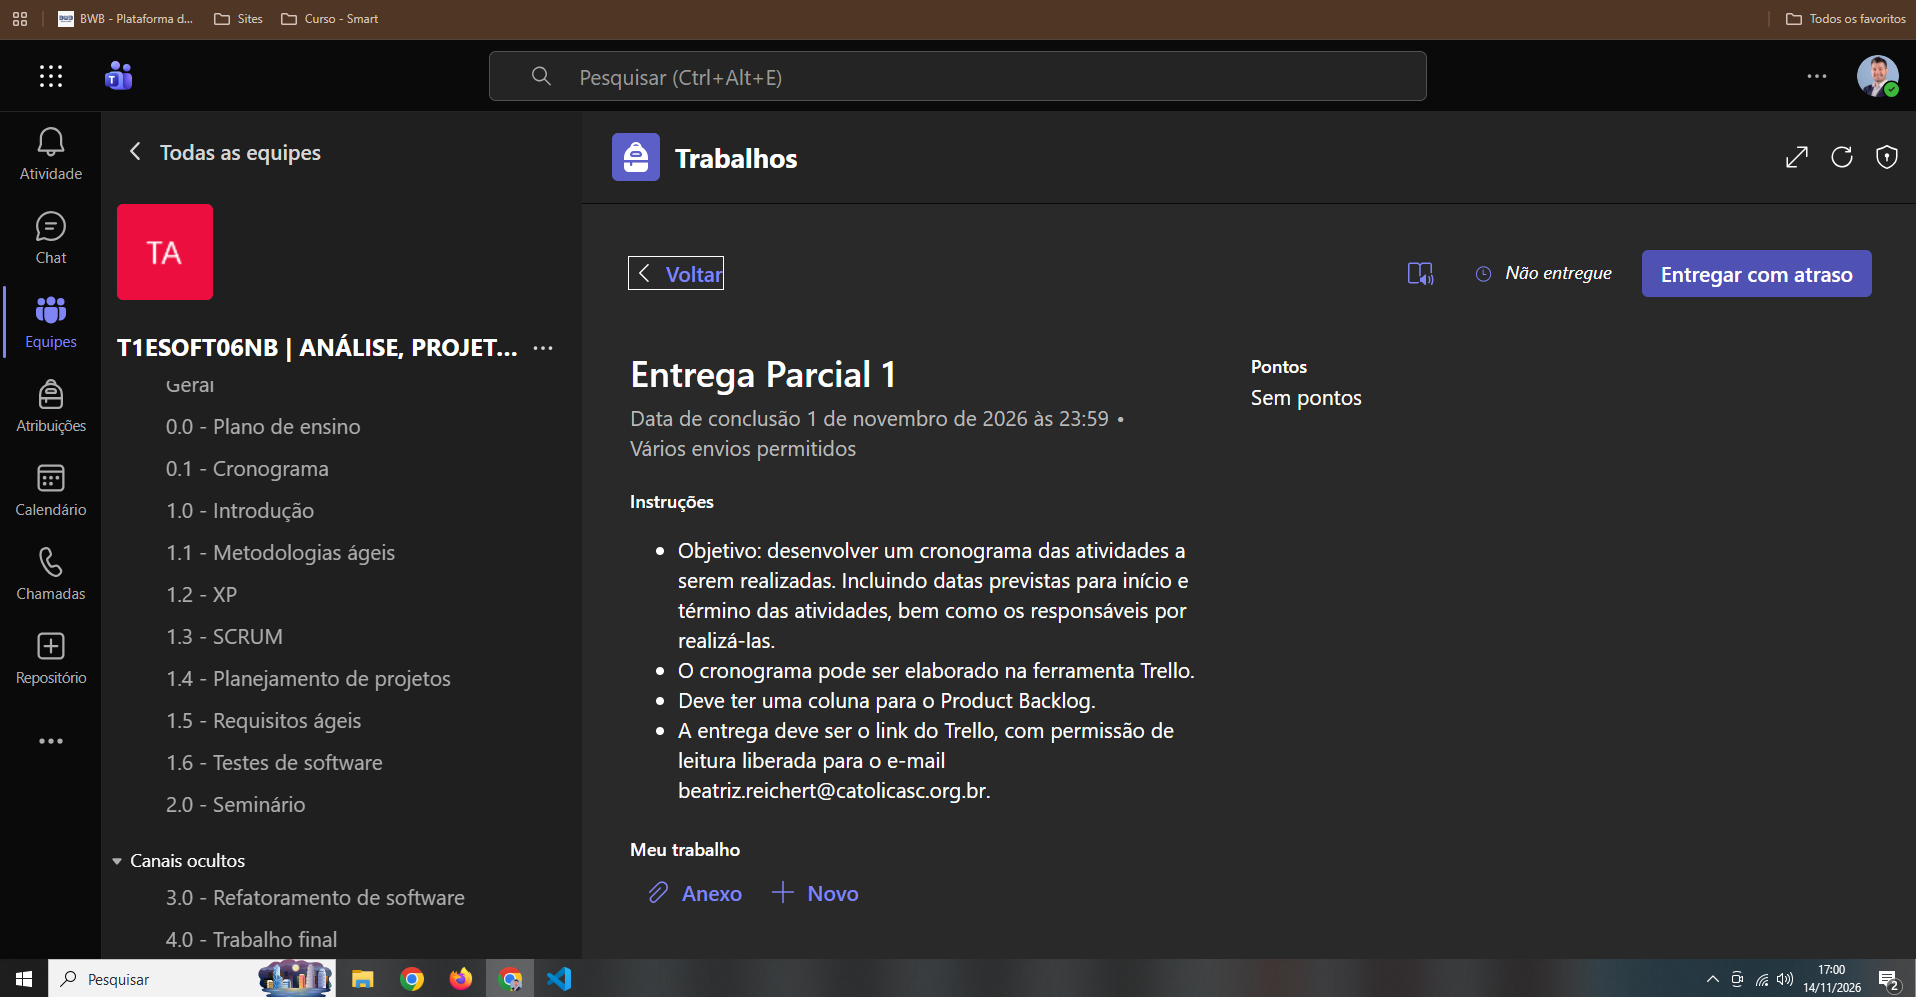 BWB - Plataforma d...
Sites
Curso - Smart
Todos os favoritos
Pesquisar (Ctrl+Alt+E)
Atividade
Chat
Equipes
Atribuições
Calendário
Chamadas
Repositório
Todas as equipes
TA
T1ESOFT06NB | ANÁLISE, PROJET...
Geral
0.0 - Plano de ensino
0.1 - Cronograma
1.0 - Introdução
1.1 - Metodologias ágeis
1.2 - XP
1.3 - SCRUM
1.4 - Planejamento de projetos
1.5 - Requisitos ágeis
1.6 - Testes de software
2.0 - Seminário
Canais ocultos
3.0 - Refatoramento de software
4.0 - Trabalho final
Trabalhos
Voltar
Não entregue
Entregar com atraso
Entrega Parcial 1
Data de conclusão 1 de novembro de 2026 às 23:59 •
Vários envios permitidos
Pontos
Sem pontos
Instruções
• Objetivo: desenvolver um cronograma das atividades a
serem realizadas. Incluindo datas previstas para início e
término das atividades, bem como os responsáveis por
realizá-las.
• O cronograma pode ser elaborado na ferramenta Trello.
• Deve ter uma coluna para o Product Backlog.
• A entrega deve ser o link do Trello, com permissão de
leitura liberada para o e-mail
beatriz.reichert@catolicasc.org.br.
Meu trabalho
Anexo
Novo
Pesquisar
17:00
14/11/2026
2